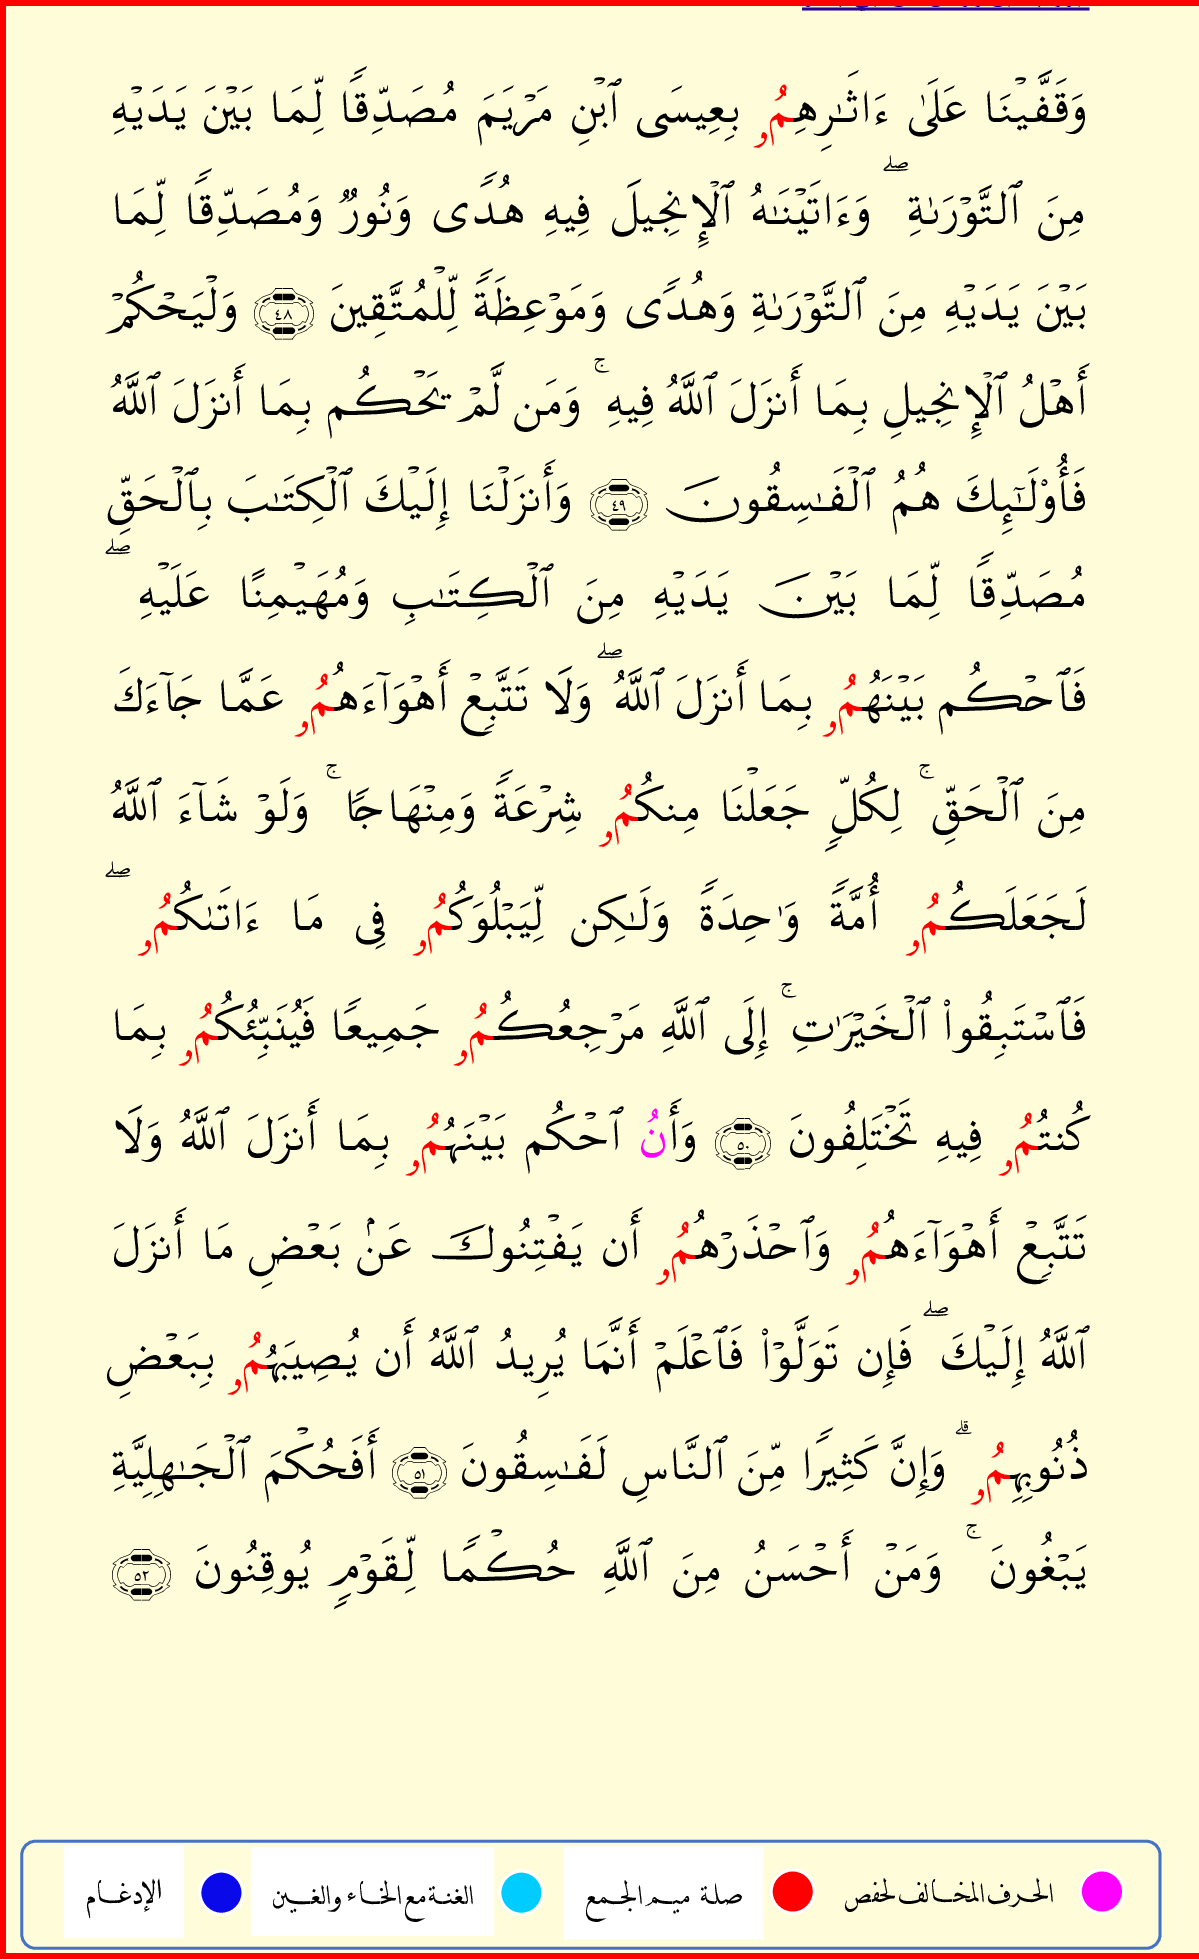 وَقَفَّيۡنَا عَلَىٰٓ ءَاثَٰرِهِمُۥ بِعِيسَى ٱبۡنِ مَرۡيَمَ مُصَدِّقٗا لِّمَا بَيۡنَ يَدَيۡهِ
مِنَ ٱلتَّوۡرَىٰةِۖ وَءَاتَيۡنَٰهُ ٱلۡإِنجِيلَ فِيهِ هُدٗى وَنُورٞ وَمُصَدِّقٗا لِّمَا
بَيۡنَ يَدَيۡهِ مِنَ ٱلتَّوۡرَىٰةِ وَهُدٗى وَمَوۡعِظَةٗ لِّلۡمُتَّقِينَ ٤٨ وَلۡيَحۡكُمۡ
أَهۡلُ ٱلۡإِنجِيلِ بِمَا أَنزَلَ ٱللَّهُ فِيهِۚ وَمَن لَّمۡ يَحۡكُم بِمَا أَنزَلَ ٱللَّهُ
فَأُوْلَٰٓئِكَ هُمُ ٱلۡفَٰسِقُونَ ٤٩ وَأَنزَلۡنَا إِلَيۡكَ ٱلۡكِتَٰبَ بِٱلۡحَقِّ
مُصَدِّقٗا لِّمَا بَيۡنَ يَدَيۡهِ مِنَ ٱلۡكِتَٰبِ وَمُهَيۡمِنًا عَلَيۡهِۖ
فَٱحۡكُم بَيۡنَهُمُۥ بِمَا أَنزَلَ ٱللَّهُۖ وَلَا تَتَّبِعۡ أَهۡوَآءَهُمُۥ عَمَّا جَآءَكَ
مِنَ ٱلۡحَقِّۚ لِكُلّٖ جَعَلۡنَا مِنكُمُۥ شِرۡعَةٗ وَمِنۡهَاجٗاۚ وَلَوۡ شَآءَ ٱللَّهُ
لَجَعَلَكُمُۥ أُمَّةٗ وَٰحِدَةٗ وَلَٰكِن لِّيَبۡلُوَكُمُۥ فِى مَا ءَاتَىٰكُمُۥۖ
فَٱسۡتَبِقُواْ ٱلۡخَيۡرَٰتِۚ إِلَى ٱللَّهِ مَرۡجِعُكُمُۥ جَمِيعٗا فَيُنَبِّئُكُمُۥ بِمَا
كُنتُمُۥ فِيهِ تَخۡتَلِفُونَ ٥٠ وَأَنُ ٱحۡكُم بَيۡنَهُمُۥ بِمَا أَنزَلَ ٱللَّهُ وَلَا
تَتَّبِعۡ أَهۡوَآءَهُمُۥ وَٱحۡذَرۡهُمُۥ أَن يَفۡتِنُوكَ عَنۢ بَعۡضِ مَا أَنزَلَ
ٱللَّهُ إِلَيۡكَۖ فَإِن تَوَلَّوۡاْ فَٱعۡلَمۡ أَنَّمَا يُرِيدُ ٱللَّهُ أَن يُصِيبَهُمُۥ بِبَعۡضِ
ذُنُوبِهِمُۥۗ وَإِنَّ كَثِيرٗا مِّنَ ٱلنَّاسِ لَفَٰسِقُونَ ٥١ أَفَحُكۡمَ ٱلۡجَٰهِلِيَّةِ
يَبۡغُونَۚ وَمَنۡ أَحۡسَنُ مِنَ ٱللَّهِ حُكۡمٗا لِّقَوۡمٖ يُوقِنُونَ ٥٢
الحرف المخالف لحفص صلة ميم الجمع الغنة مع الخاء والغين الإدغام